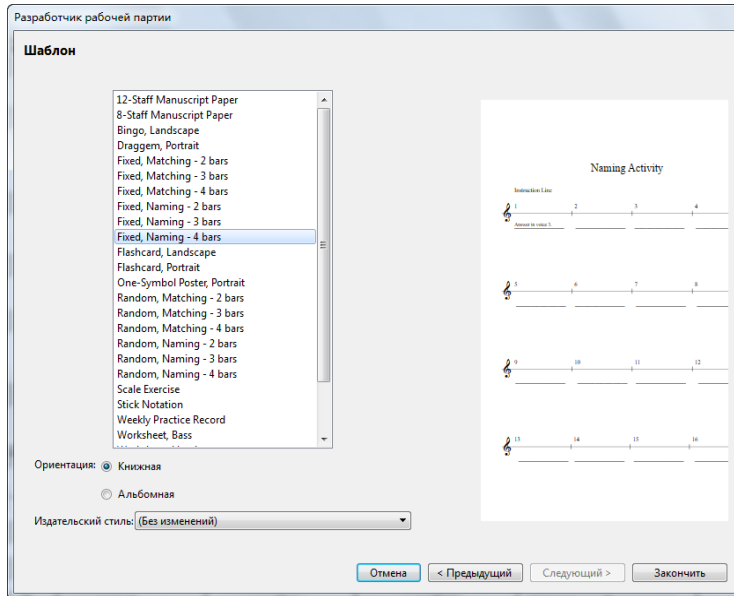 Разработчик рабочей партии
Шаблон
12-Staff Manuscript Paper
8-Staff Manuscript Paper
Bingo, Landscape
Draggem, Portrait
Fixed, Matching - 2 bars
Fixed, Matching - 3 bars
Fixed, Matching - 4 bars
Fixed, Naming - 2 bars
Fixed, Naming - 3 bars
Fixed, Naming - 4 bars
Flashcard, Landscape
Flashcard, Portrait
One-Symbol Poster, Portrait
Random, Matching - 2 bars
Random, Matching - 3 bars
Random, Matching - 4 bars
Random, Naming - 2 bars
Random, Naming - 3 bars
Random, Naming - 4 bars
Scale Exercise
Stick Notation
Weekly Practice Record
Worksheet, Bass
Naming Activity
Instruction Line
1 2 3 4
Answer in voice 3
5 6 7 8
9 10 11 12
13 14 15 16
Ориентация: Книжная
Альбомная
Издательский стиль: (Без изменений)
Отмена < Предыдущий Следующий > Закончить